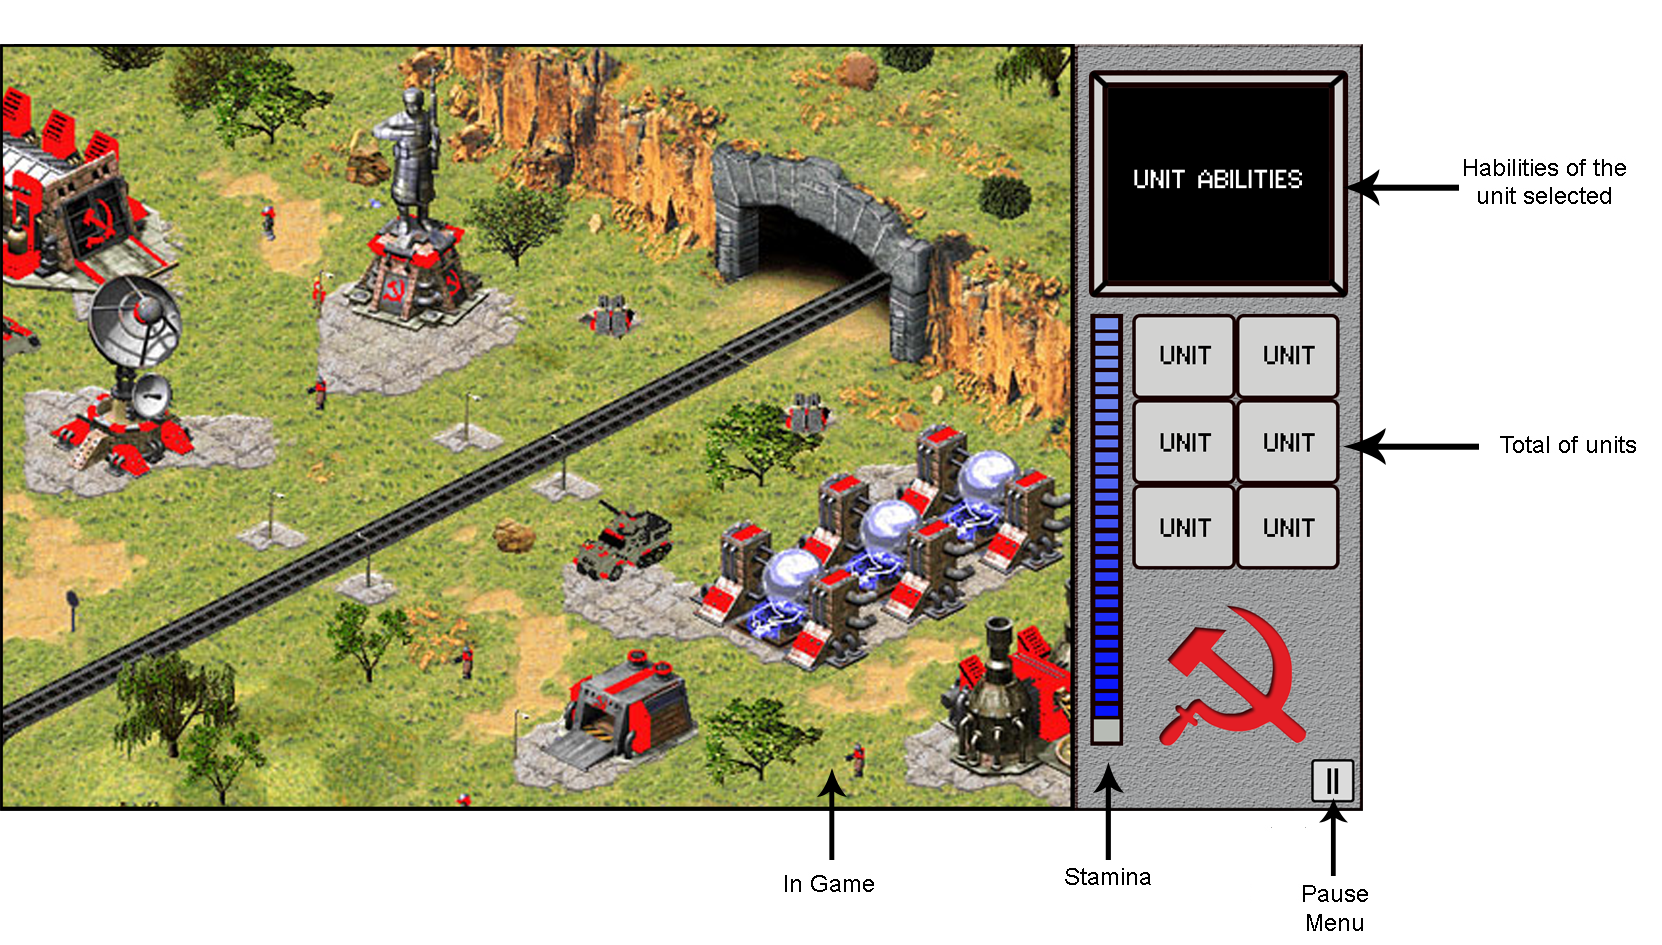 UNIT ABILITIES
Habilities of the
unit selected
UNIT UNIT
UNIT UNIT
Total of units
UNIT UNIT
In Game
Stamina
Pause
Menu